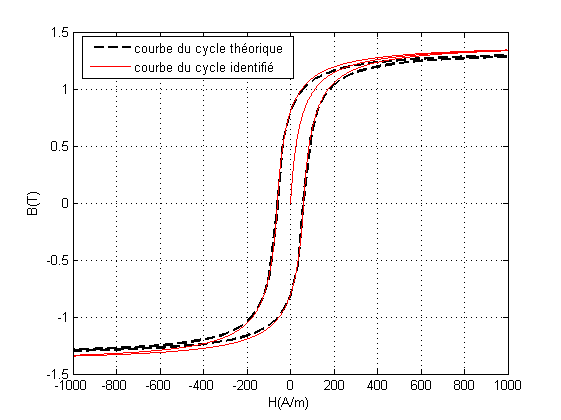 courbe du cycle théorique
courbe du cycle identifié
1.5
1
0.5
0
-0.5
-1
-1.5
B(T)
-1000 -800 -600 -400 -200 0 200 400 600 800 1000
H(A/m)